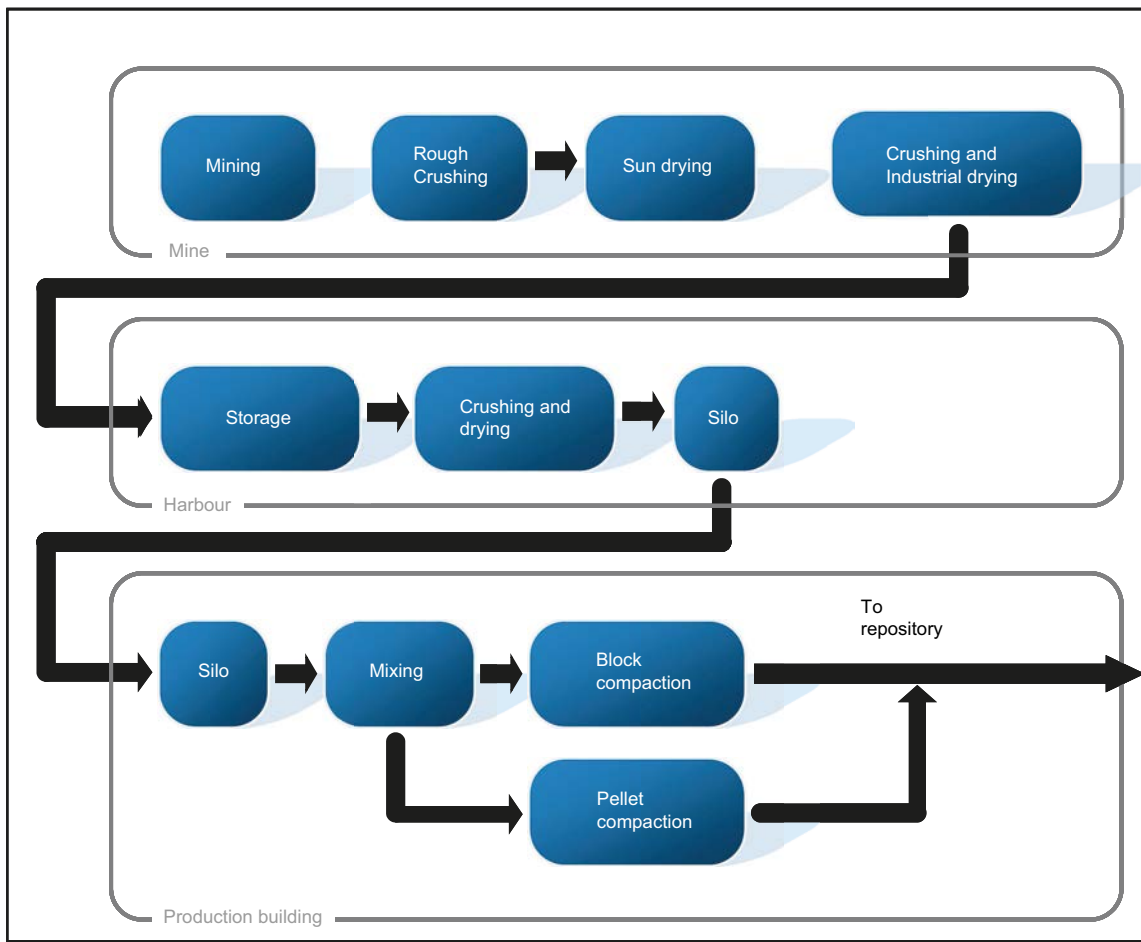 Mining
Rough
Crushing
Sun drying
Crushing and
Industrial drying
Mine
Storage
Crushing and
drying
Silo
Harbour
To
repository
Silo
Mixing
Block
compaction
Pellet
compaction
Production building